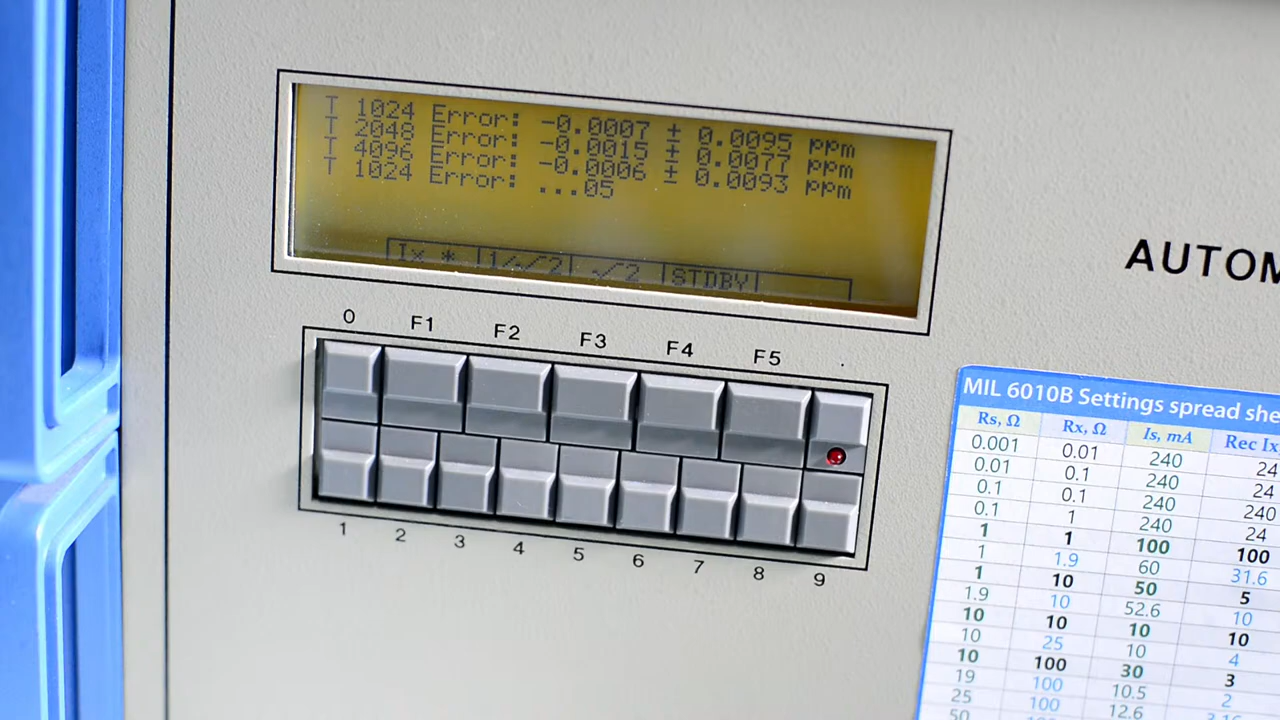 T 1024 Error: -0.0007 ± 0.0095 ppm
T 2048 Error: -0.0015 ± 0.0077 ppm
T 4096 Error: -0.0006 ± 0.0093 ppm
T 1024 Error: ...05
Ix * 1/√2 √2 STDBY
AUTOM
0 F1 F2 F3 F4 F5 .
1 2 3 4 5 6 7 8 9
MIL 6010B Settings spread she
Rs, Ω Rx, Ω Is, mA Rec Ix
0.001 0.01 240 24
0.01 0.1 240 24
0.1 0.1 240 240
0.1 1 240 24
1 1 100 100
1 1.9 60 31.6
1 10 50 5
1.9 10 52.6 10
10 10 10 10
10 25 10 4
10 100 30 3
19 100 10.5 2
25 100 12.6
50